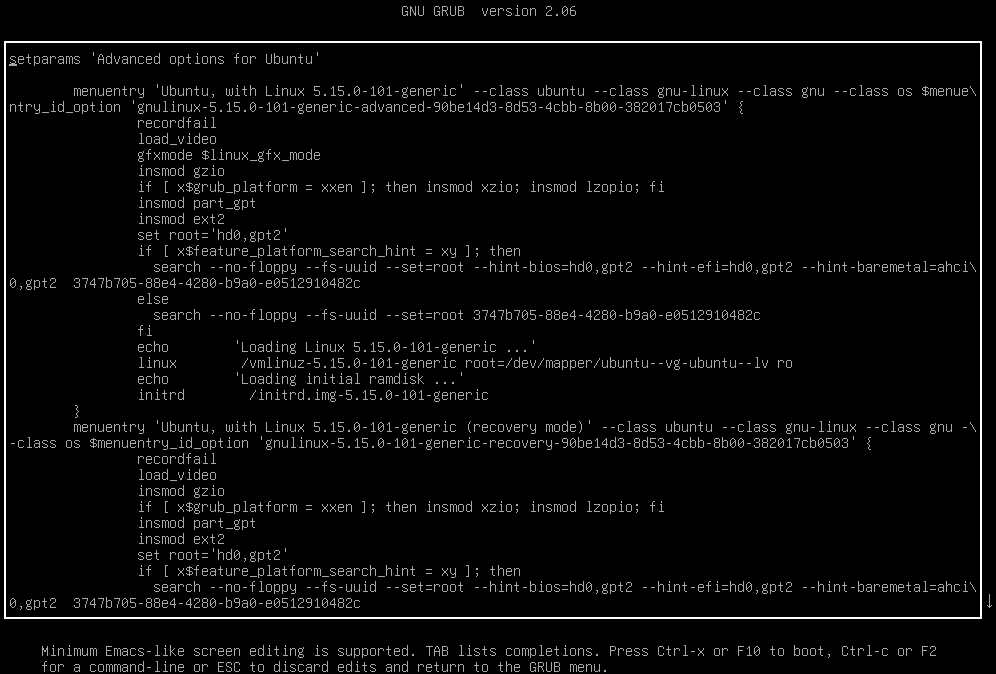 GNU GRUB  version 2.06
setparams 'Advanced options for Ubuntu'
menuentry 'Ubuntu, with Linux 5.15.0-101-generic' --class ubuntu --class gnu-linux --class gnu --class os $menue\
ntry_id_option 'gnulinux-5.15.0-101-generic-advanced-90be14d3-8d53-4cbb-8b00-382017cb0503' {
recordfail
load_video
gfxmode $linux_gfx_mode
insmod gzio
if [ x$grub_platform = xxen ]; then insmod xzio; insmod lzopio; fi
insmod part_gpt
insmod ext2
set root='hd0,gpt2'
if [ x$feature_platform_search_hint = xy ]; then
search --no-floppy --fs-uuid --set=root --hint-bios=hd0,gpt2 --hint-efi=hd0,gpt2 --hint-baremetal=ahci\
0,gpt2  3747b705-88e4-4280-b9a0-e0512910482c
else
search --no-floppy --fs-uuid --set=root 3747b705-88e4-4280-b9a0-e0512910482c
fi
echo        'Loading Linux 5.15.0-101-generic ...'
linux        /vmlinuz-5.15.0-101-generic root=/dev/mapper/ubuntu--vg-ubuntu--lv ro
echo        'Loading initial ramdisk ...'
initrd        /initrd.img-5.15.0-101-generic
}
menuentry 'Ubuntu, with Linux 5.15.0-101-generic (recovery mode)' --class ubuntu --class gnu-linux --class gnu -\
-class os $menuentry_id_option 'gnulinux-5.15.0-101-generic-recovery-90be14d3-8d53-4cbb-8b00-382017cb0503' {
recordfail
load_video
insmod gzio
if [ x$grub_platform = xxen ]; then insmod xzio; insmod lzopio; fi
insmod part_gpt
insmod ext2
set root='hd0,gpt2'
if [ x$feature_platform_search_hint = xy ]; then
search --no-floppy --fs-uuid --set=root --hint-bios=hd0,gpt2 --hint-efi=hd0,gpt2 --hint-baremetal=ahci\
0,gpt2  3747b705-88e4-4280-b9a0-e0512910482c
Minimum Emacs-like screen editing is supported. TAB lists completions. Press Ctrl-x or F10 to boot, Ctrl-c or F2
for a command-line or ESC to discard edits and return to the GRUB menu.